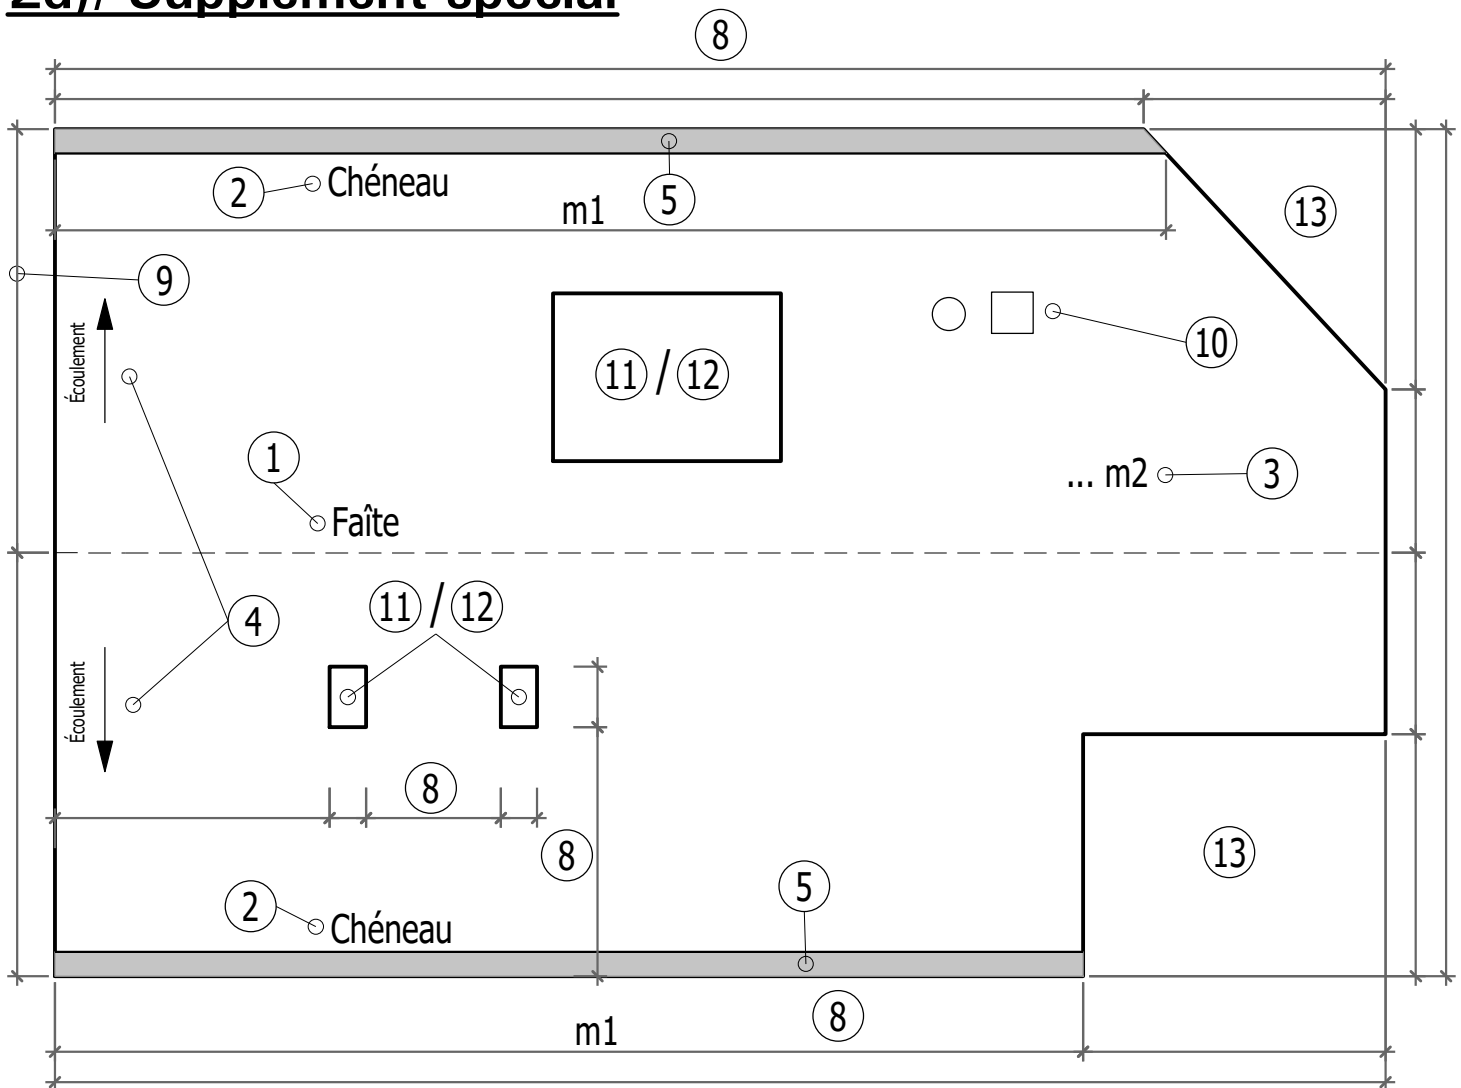 2d)/ Supplément spécial
8
2 Chéneau
5
m1
13
9
Écoulement
11 / 12
10
1
... m2 3
Faîte
11 / 12
4
Écoulement
8
8
13
5
2
Chéneau
8
m1